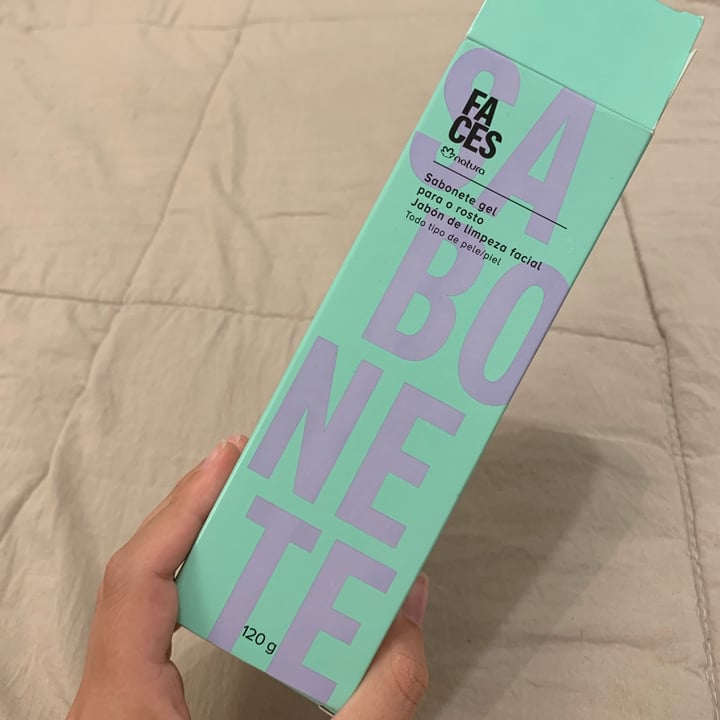 SA
BO
NE
TE
FA
CES
natura
Sabonete gel
para o rosto
Jabón de limpeza facial
Todo tipo de pele/piel
120 g